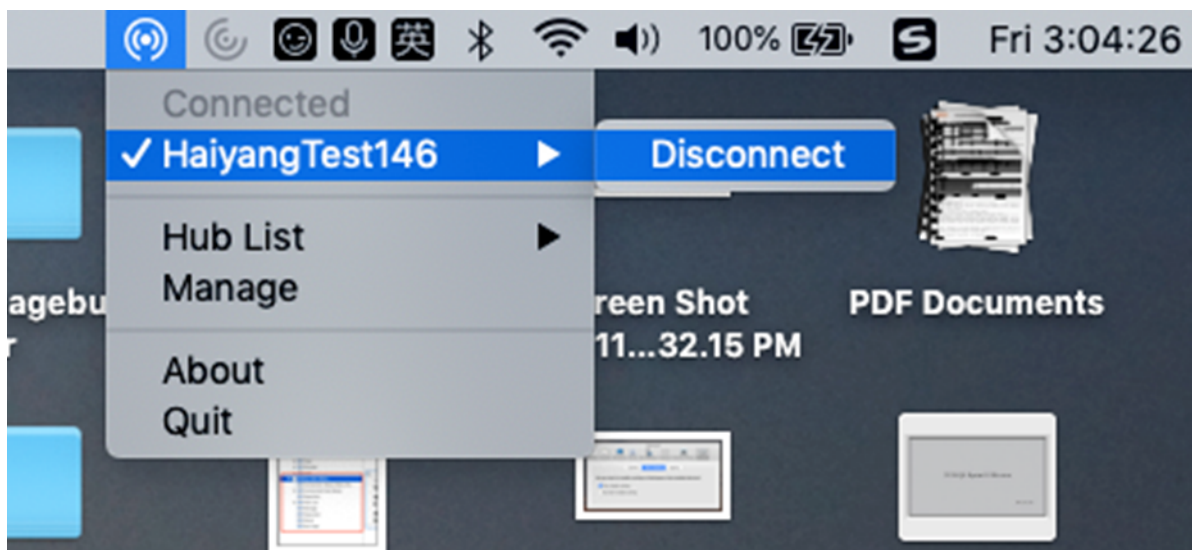 英 100% Fri 3:04:26
Connected
✓ HaiyangTest146 Disconnect
Hub List
Manage
About
Quit
agebu
r
reen Shot
11...32.15 PM
PDF Documents